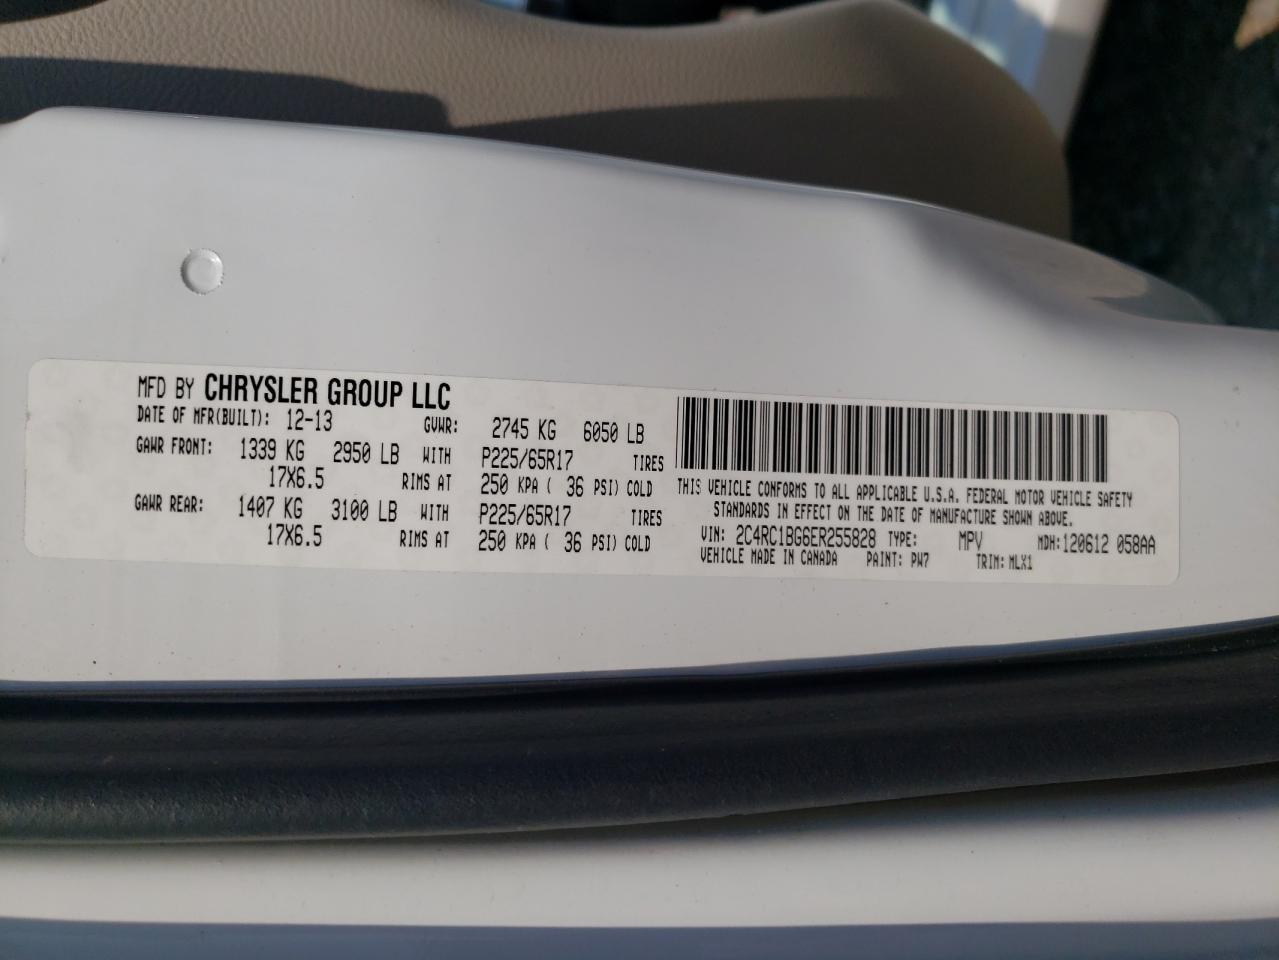 MFD BY CHRYSLER GROUP LLC
DATE OF MFR(BUILT): 12-13 GVWR: 2745 KG 6050 LB
GAWR FRONT: 1339 KG 2950 LB WITH P225/65R17 TIRES
17X6.5 RIMS AT 250 KPA ( 36 PSI) COLD
GAWR REAR: 1407 KG 3100 LB WITH P225/65R17 TIRES
17X6.5 RIMS AT 250 KPA ( 36 PSI) COLD
THIS VEHICLE CONFORMS TO ALL APPLICABLE U.S.A. FEDERAL MOTOR VEHICLE SAFETY
STANDARDS IN EFFECT ON THE DATE OF MANUFACTURE SHOWN ABOVE.
VIN: 2C4RC1BG6ER255828 TYPE: MPV MDH:120612 058AA
VEHICLE MADE IN CANADA PAINT: PW7 TRIM: MLX1